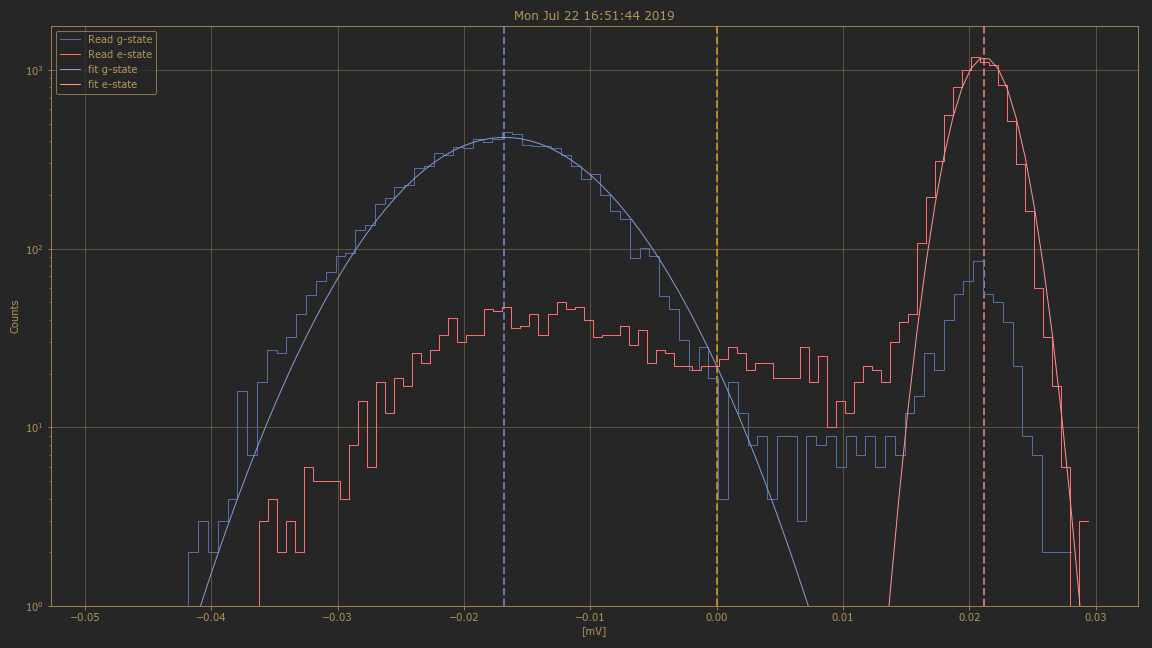 Mon Jul 22 16:51:44 2019
Read g-state
Read e-state
fit g-state
fit e-state
10³
10²
10¹
10⁰
Counts
−0.05 −0.04 −0.03 −0.02 −0.01 0.00 0.01 0.02 0.03
[mV]